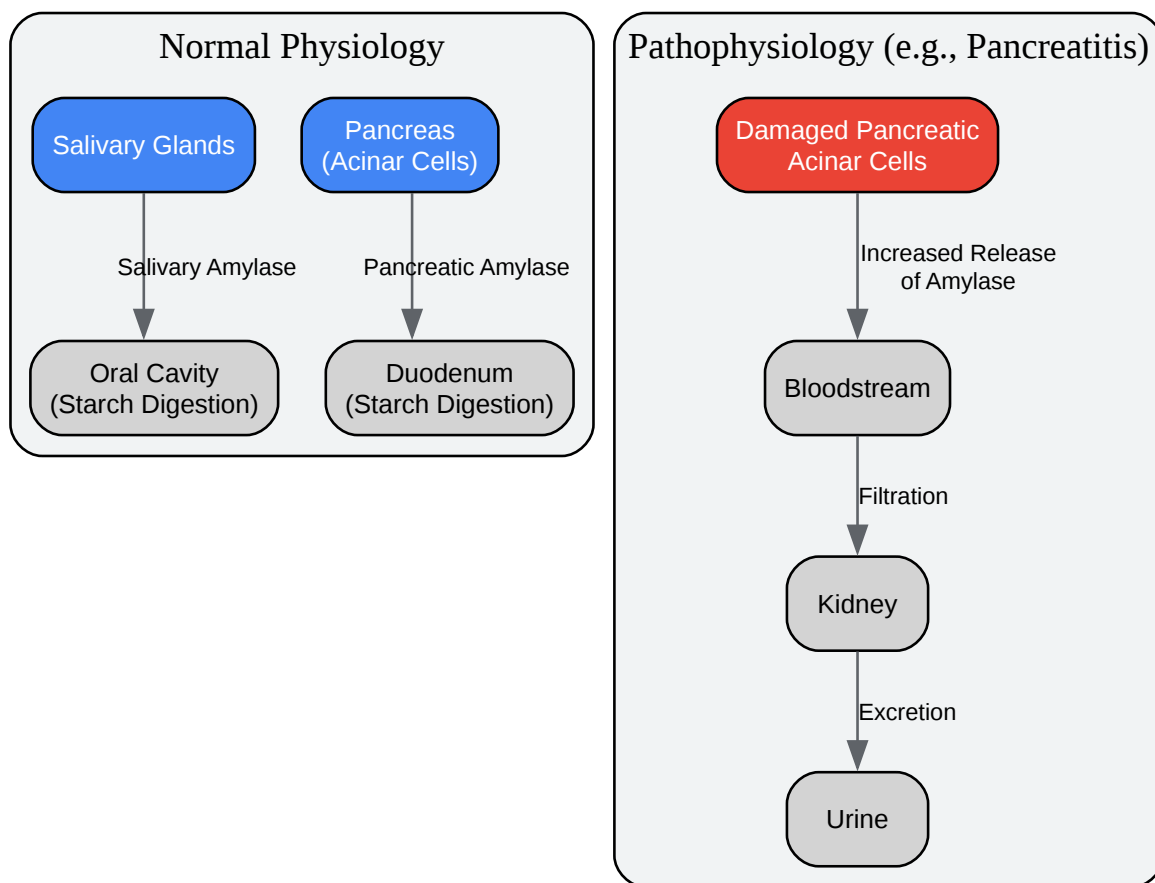 Normal Physiology
Salivary Glands
Pancreas
(Acinar Cells)
Salivary Amylase
Pancreatic Amylase
Oral Cavity
(Starch Digestion)
Duodenum
(Starch Digestion)
Pathophysiology (e.g., Pancreatitis)
Damaged Pancreatic
Acinar Cells
Increased Release
of Amylase
Bloodstream
Filtration
Kidney
Excretion
Urine